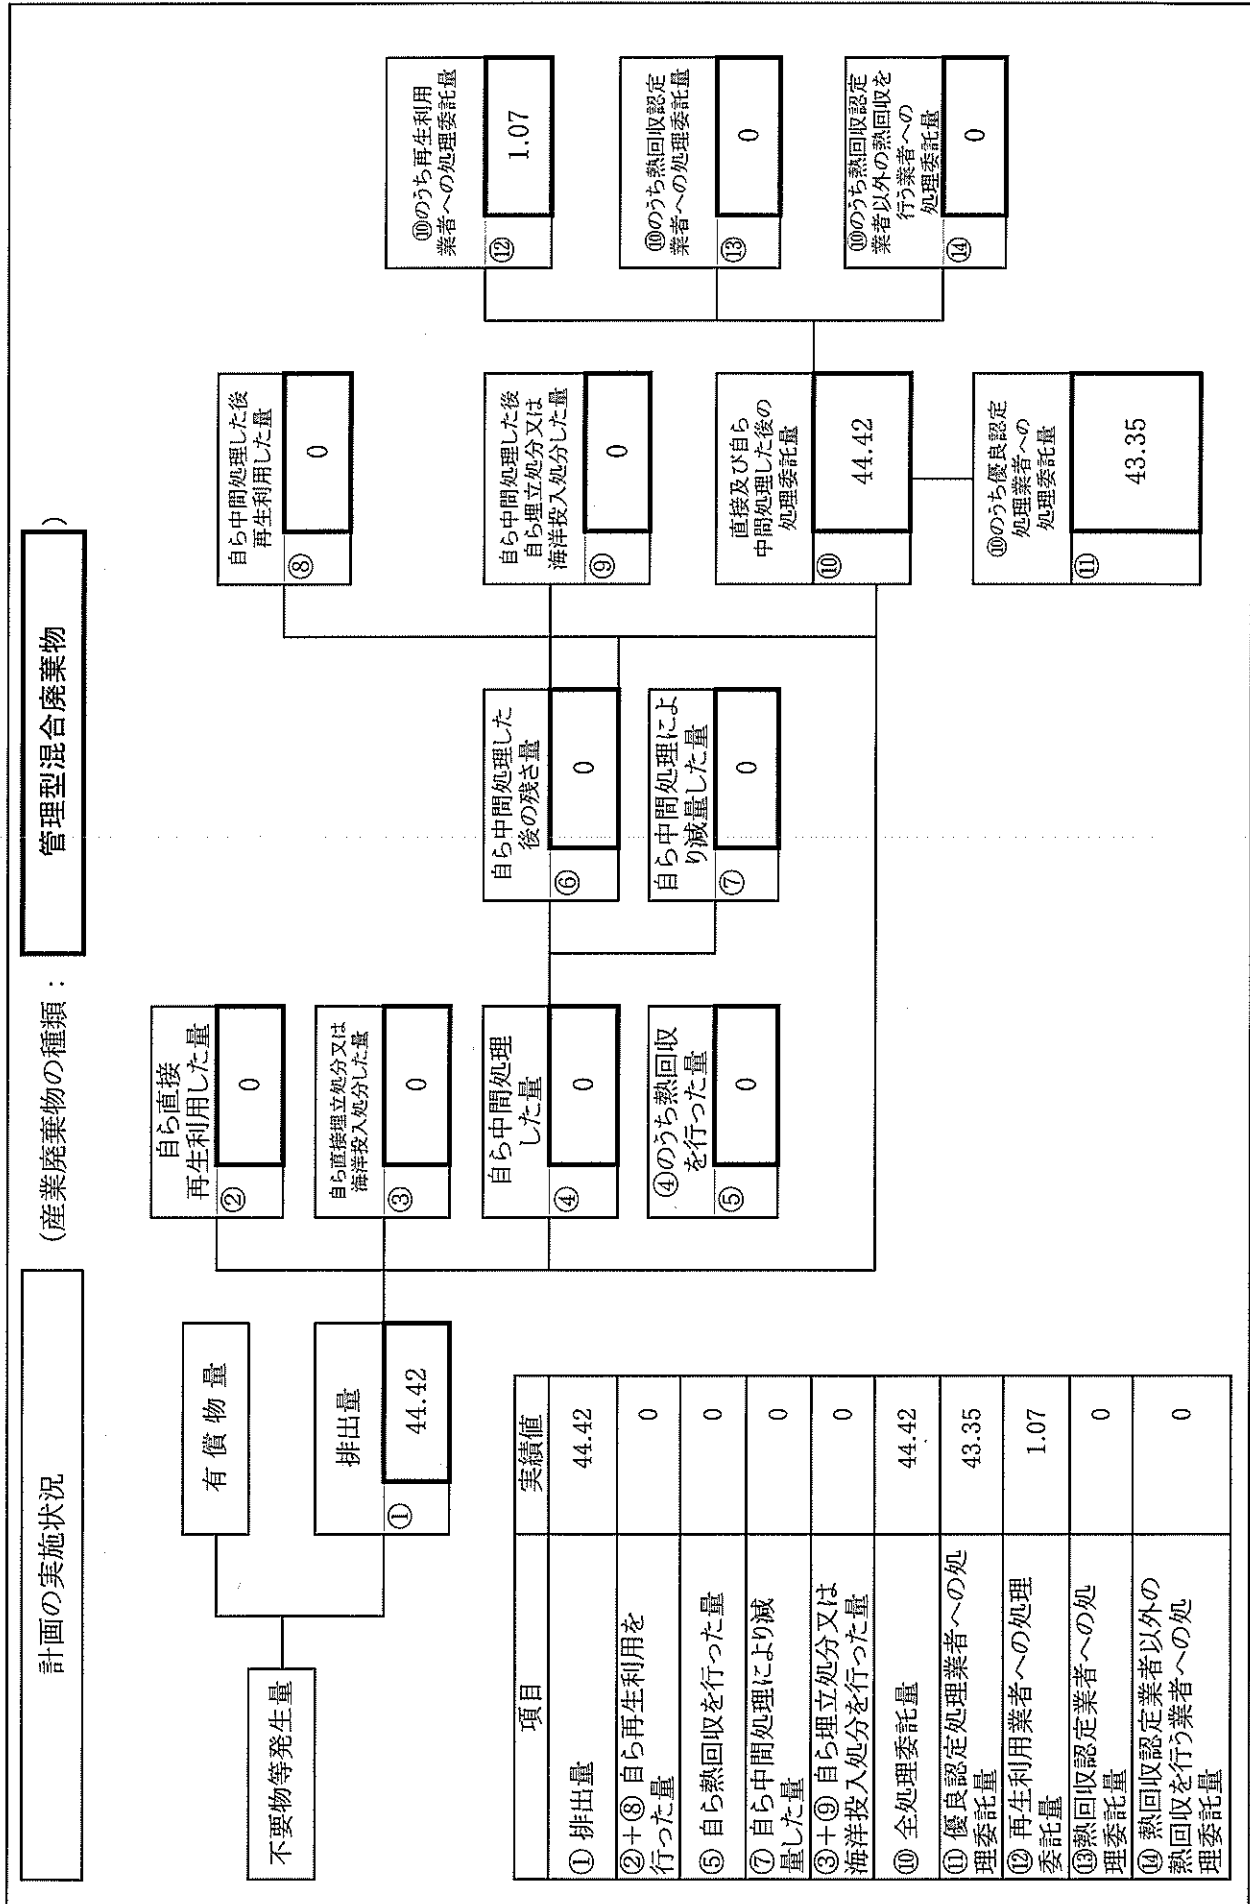 計画の実施状況
(産業廃棄物の種類：
管理型混合廃棄物
)
不要物等発生量
有償物量
排出量
①
44.42
自ら直接
再生利用した量
②
0
自ら直接埋立処分又は
海洋投入処分した量
③
0
自ら中間処理
した量
④
0
④のうち熱回収
を行った量
⑤
0
自ら中間処理した
後の残さ量
⑥
0
自ら中間処理によ
り減量した量
⑦
0
自ら中間処理した後
再生利用した量
⑧
0
自ら中間処理した後
自ら埋立処分又は
海洋投入処分した量
⑨
0
直接及び自ら
中間処理した後の
処理委託量
⑩
44.42
⑩のうち優良認定
処理業者への
処理委託量
⑪
43.35
⑩のうち再生利用
業者への処理委託量
⑫
1.07
⑩のうち熱回収認定
業者への処理委託量
⑬
0
⑩のうち熱回収認定
業者以外の熱回収を
行う業者への
処理委託量
⑭
0
項目
実績値
① 排出量
44.42
②+⑧ 自ら再生利用を
行った量
0
⑤ 自ら熱回収を行った量
0
⑦ 自ら中間処理により減
量した量
0
③+⑨ 自ら埋立処分又は
海洋投入処分を行った量
0
⑩ 全処理委託量
44.42
⑪ 優良認定処理業者への処
理委託量
43.35
⑫ 再生利用業者への処理
委託量
1.07
⑬熱回収認定業者への処
理委託量
0
⑭ 熱回収認定業者以外の
熱回収を行う業者への処
理委託量
0